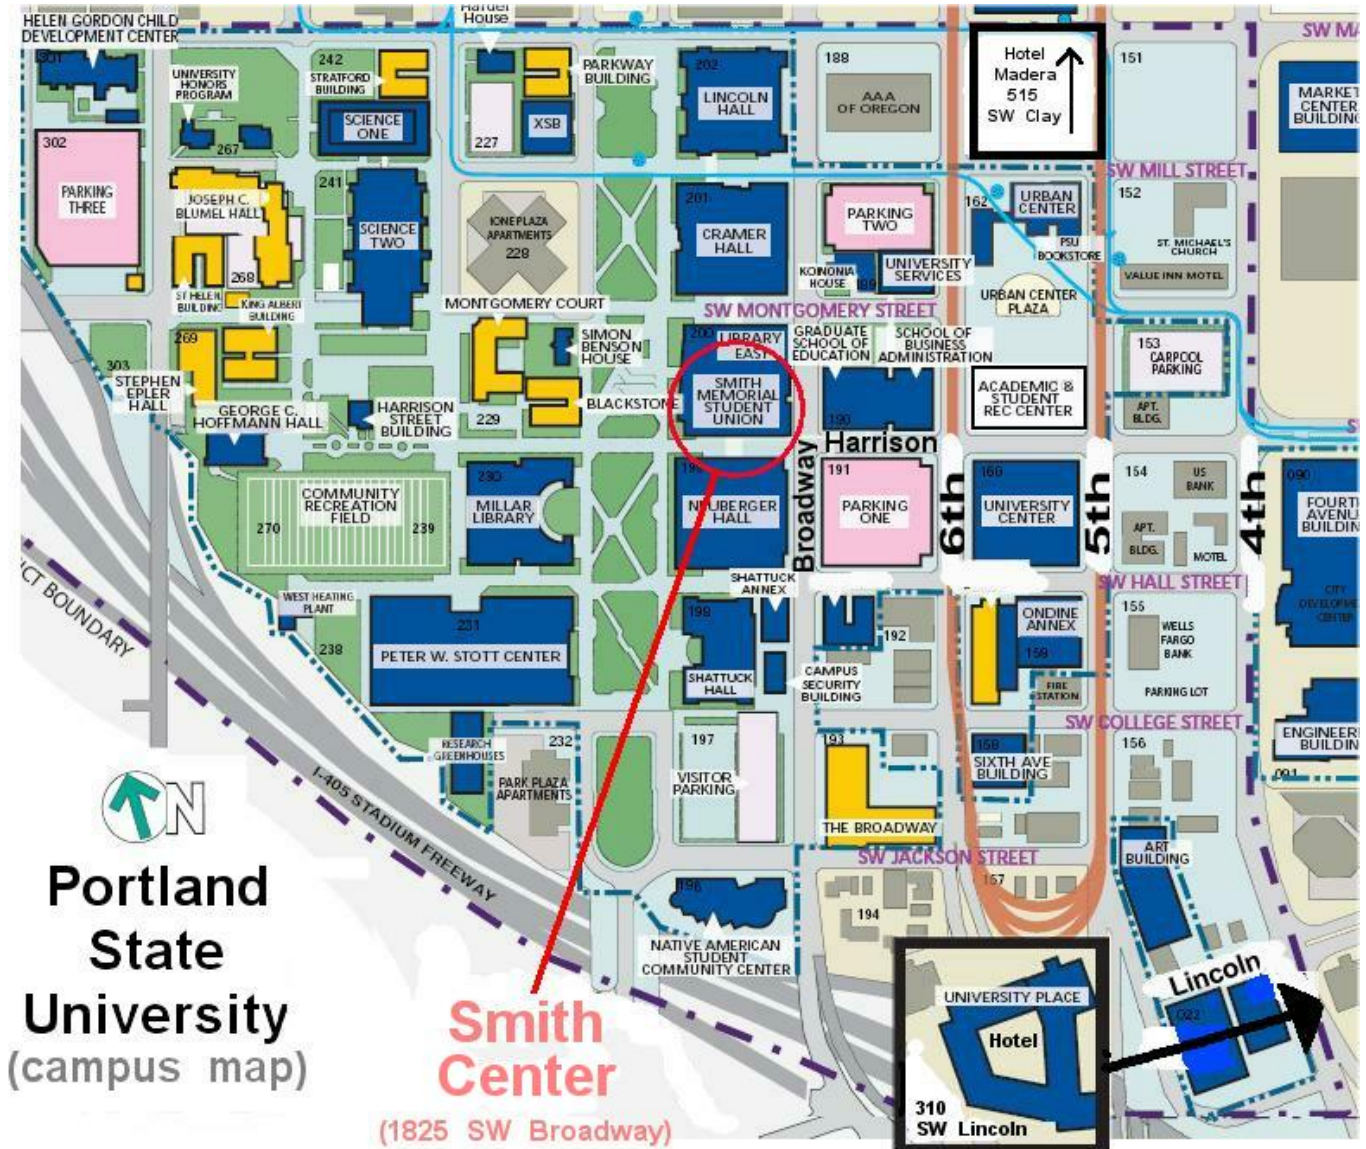 HELEN GORDON CHILD
DEVELOPMENT CENTER
301
UNIVERSITY
HONORS
PROGRAM
242
STRATFORD
BUILDING
House
PARKWAY
BUILDING
202
LINCOLN
HALL
188
AAA
OF OREGON
Hotel
Madera
515
SW Clay
151
SW MA
MARKET
CENTER
BUILDING
302
PARKING
THREE
267
SCIENCE
ONE
227
XSB
SW MILL STREET
JOSEPH C.
BLUMEL HALL
268
241
SCIENCE
TWO
IONE PLAZA
APARTMENTS
228
201
CRAMER
HALL
PARKING
TWO
KOINONIA
HOUSE
189
UNIVERSITY
SERVICES
162
URBAN
CENTER
PSU
BOOKSTORE
URBAN CENTER
PLAZA
152
ST. MICHAEL'S
CHURCH
VALUE INN MOTEL
ST HELEN
BUILDING
KING ALBERT
BUILDING
MONTGOMERY COURT
SW MONTGOMERY STREET
303
269
STEPHEN
EPLER
HALL
GEORGE C.
HOFFMANN HALL
HARRISON
STREET
BUILDING
229
SIMON
BENSON
HOUSE
BLACKSTONE
200
LIBRARY
EAST
SMITH
MEMORIAL
STUDENT
UNION
GRADUATE
SCHOOL OF
EDUCATION
SCHOOL OF
BUSINESS
ADMINISTRATION
190
ACADEMIC &
STUDENT
REC CENTER
153
CARPOOL
PARKING
APT.
BLDG.
Harrison
Broadway
6th
5th
4th
COMMUNITY
RECREATION
FIELD
270
239
230
MILLAR
LIBRARY
NEUBERGER
HALL
191
PARKING
ONE
160
UNIVERSITY
CENTER
154
US
BANK
APT.
BLDG.
MOTEL
090
FOURTH
AVENUE
BUILDING
CITY
DEVELOPMENT
CENTER
SW HALL STREET
ICT BOUNDARY
WEST HEATING
PLANT
238
231
PETER W. STOTT CENTER
SHATTUCK
ANNEX
198
SHATTUCK
HALL
192
CAMPUS
SECURITY
BUILDING
ONDINE
ANNEX
159
FIRE
STATION
155
WELLS
FARGO
BANK
PARKING LOT
SW COLLEGE STREET
ENGINEERI
BUILDIN
091
RESEARCH
GREENHOUSES
232
PARK PLAZA
APARTMENTS
197
VISITOR
PARKING
193
THE BROADWAY
158
SIXTH AVE
BUILDING
156
SW JACKSON STREET
ART
BUILDING
I-405 STADIUM FREEWAY
196
NATIVE AMERICAN
STUDENT
COMMUNITY CENTER
194
157
N
Portland
State
University
(campus map)
Smith
Center
(1825 SW Broadway)
UNIVERSITY PLACE
Hotel
310
SW Lincoln
Lincoln
022